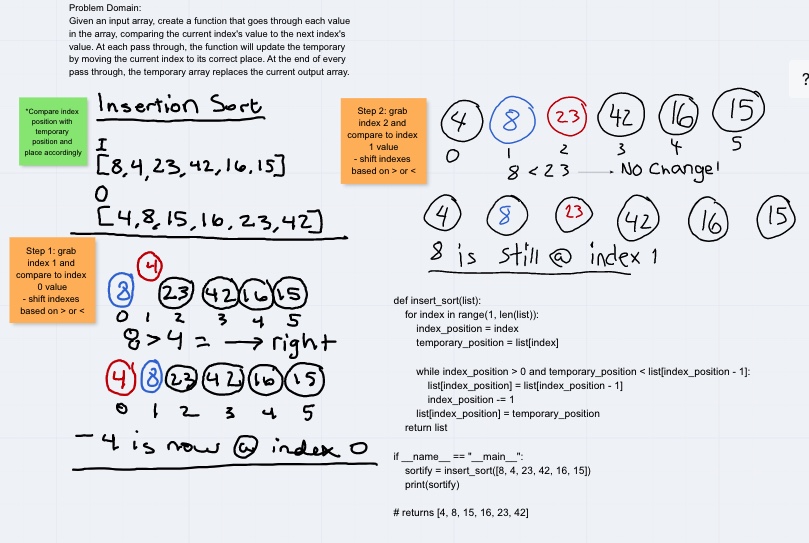 Problem Domain:
Given an input array, create a function that goes through each value
in the array, comparing the current index's value to the next index's
value. At each pass through, the function will update the temporary
by moving the current index to its correct place. At the end of every
pass through, the temporary array replaces the current output array.
"Compare index
position with
temporary
position and
place accordingly
Insertion Sort
I
[8,4,23,42,16,15]
O
[4,8,15,16,23,42]
Step 1: grab
index 1 and
compare to index
0 value
- shift indexes
based on > or <
4
8 23 42 16 15
0 1 2 3 4 5
8 > 4 = → right
4 8 23 42 16 15
0 1 2 3 4 5
- 4 is now @ index 0
Step 2: grab
index 2 and
compare to index
1 value
- shift indexes
based on > or <
4 8 23 42 16 15
0 1 2 3 4 5
8 < 23 → No Change!
4 8 23 42 16 15
8 is still @ index 1
def insert_sort(list):
for index in range(1, len(list)):
index_position = index
temporary_position = list[index]
while index_position > 0 and temporary_position < list[index_position - 1]:
list[index_position] = list[index_position - 1]
index_position -= 1
list[index_position] = temporary_position
return list
if __name__ == "__main__":
sortify = insert_sort([8, 4, 23, 42, 16, 15])
print(sortify)
# returns [4, 8, 15, 16, 23, 42]
?